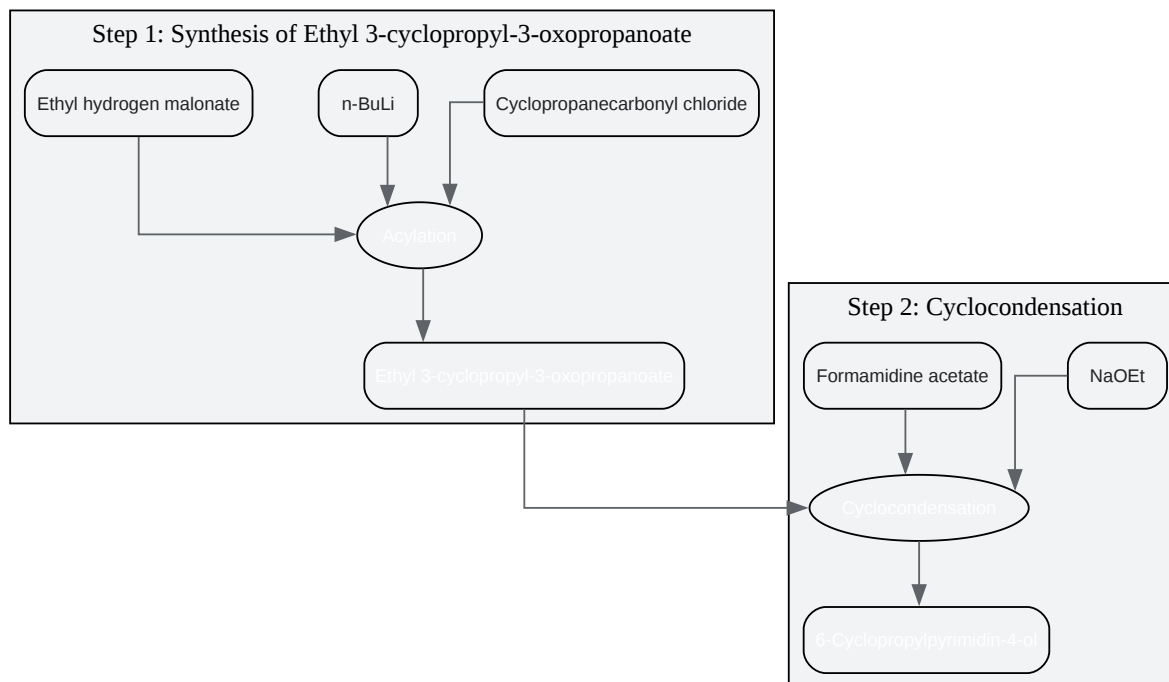 Step 1: Synthesis of Ethyl 3-cyclopropyl-3-oxopropanoate
Ethyl hydrogen malonate
n-BuLi
Cyclopropanecarbonyl chloride
Acylation
Ethyl 3-cyclopropyl-3-oxopropanoate
Step 2: Cyclocondensation
Formamidine acetate
NaOEt
Cyclocondensation
6-Cyclopropylpyrimidin-4-ol